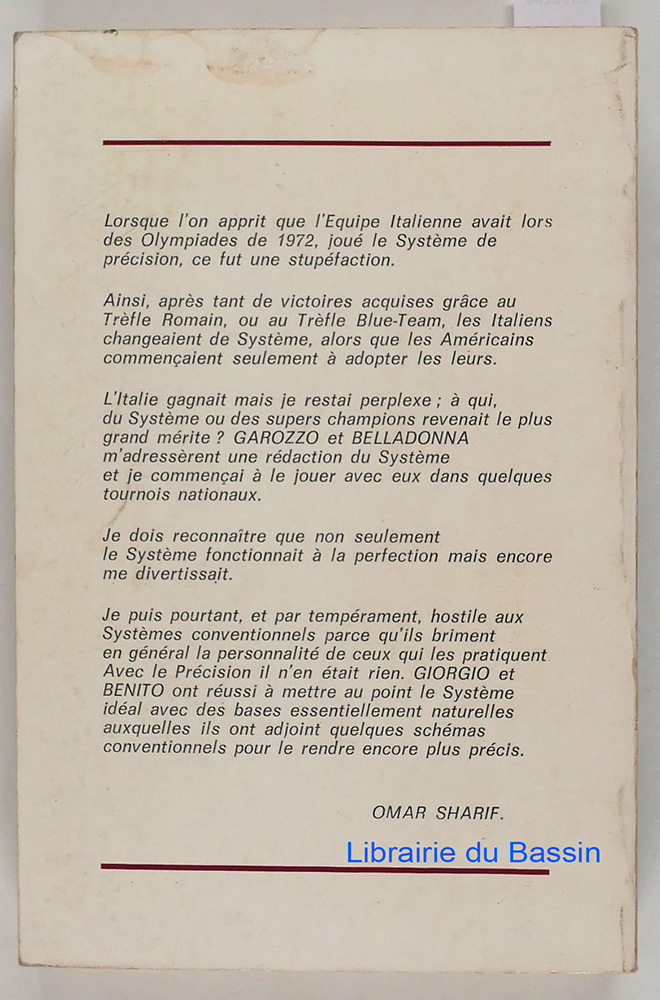 Lorsque l'on apprit que l'Equipe Italienne avait lors
des Olympiades de 1972, joué le Système de
précision, ce fut une stupéfaction.
Ainsi, après tant de victoires acquises grâce au
Trèfle Romain, ou au Trèfle Blue-Team, les Italiens
changeaient de Système, alors que les Américains
commençaient seulement à adopter les leurs.
L'Italie gagnait mais je restai perplexe ; à qui,
du Système ou des supers champions revenait le plus
grand mérite ? GAROZZO et BELLADONNA
m'adressèrent une rédaction du Système
et je commençai à le jouer avec eux dans quelques
tournois nationaux.
Je dois reconnaître que non seulement
le Système fonctionnait à la perfection mais encore
me divertissait.
Je puis pourtant, et par tempérament, hostile aux
Systèmes conventionnels parce qu'ils briment
en général la personnalité de ceux qui les pratiquent.
Avec le Précision il n'en était rien. GIORGIO et
BENITO ont réussi à mettre au point le Système
idéal avec des bases essentiellement naturelles
auxquelles ils ont adjoint quelques schémas
conventionnels pour le rendre encore plus précis.
OMAR SHARIF.
Librairie du Bassin